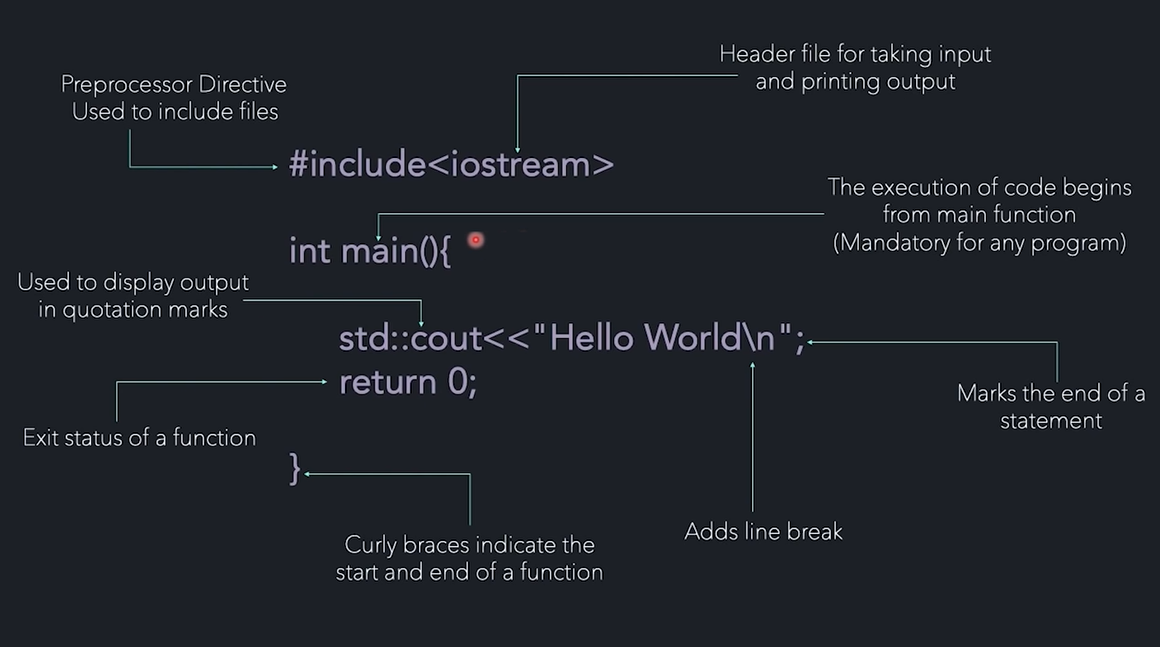 Header file for taking input
and printing output
Preprocessor Directive
Used to include files
#include<iostream>
The execution of code begins
from main function
(Mandatory for any program)
int main(){
Used to display output
in quotation marks
std::cout<<"Hello World\n";
return 0;
Marks the end of a
statement
Exit status of a function
}
Adds line break
Curly braces indicate the
start and end of a function